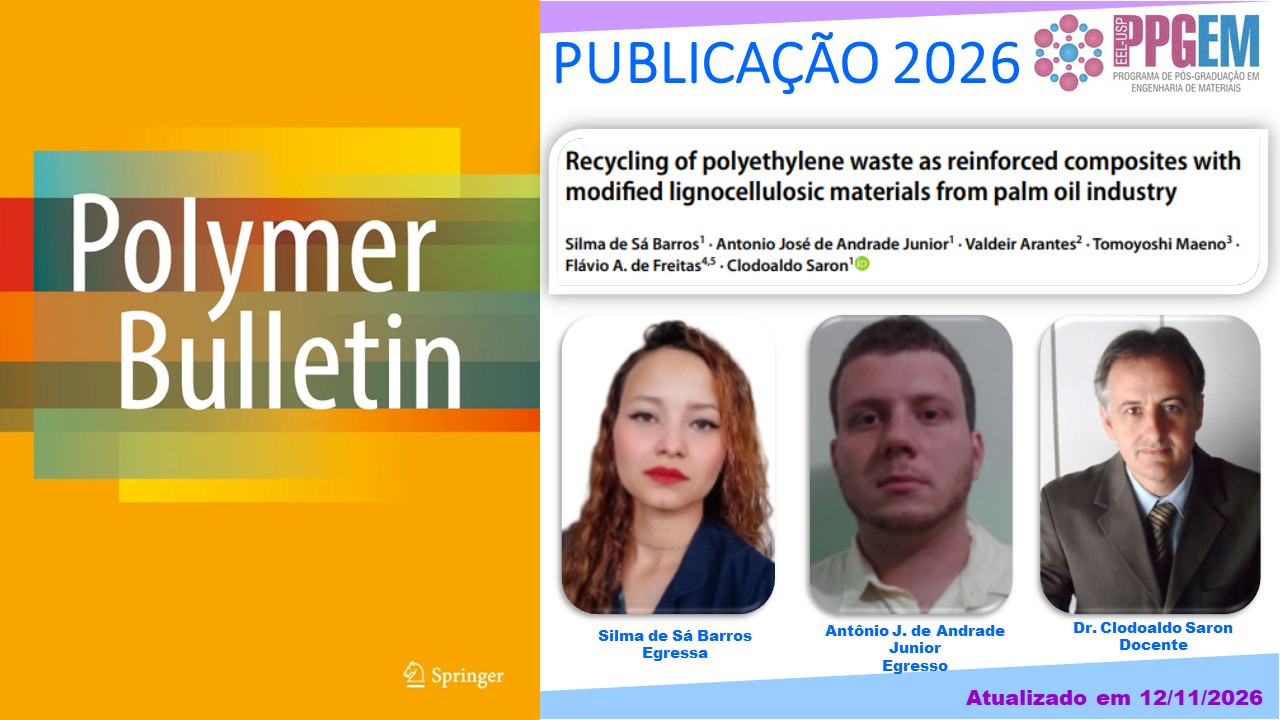 Polymer
Bulletin
Springer
PUBLICAÇÃO 2026
EEL-USP
PPGEM
PROGRAMA DE PÓS-GRADUAÇÃO EM
ENGENHARIA DE MATERIAIS
Recycling of polyethylene waste as reinforced composites with
modified lignocellulosic materials from palm oil industry
Silma de Sá Barros¹ · Antonio José de Andrade Junior¹ · Valdeir Arantes² · Tomoyoshi Maeno³ ·
Flávio A. de Freitas⁴,⁵ · Clodoaldo Saron¹ iD
Silma de Sá Barros
Egressa
Antônio J. de Andrade
Junior
Egresso
Dr. Clodoaldo Saron
Docente
Atualizado em 12/11/2026